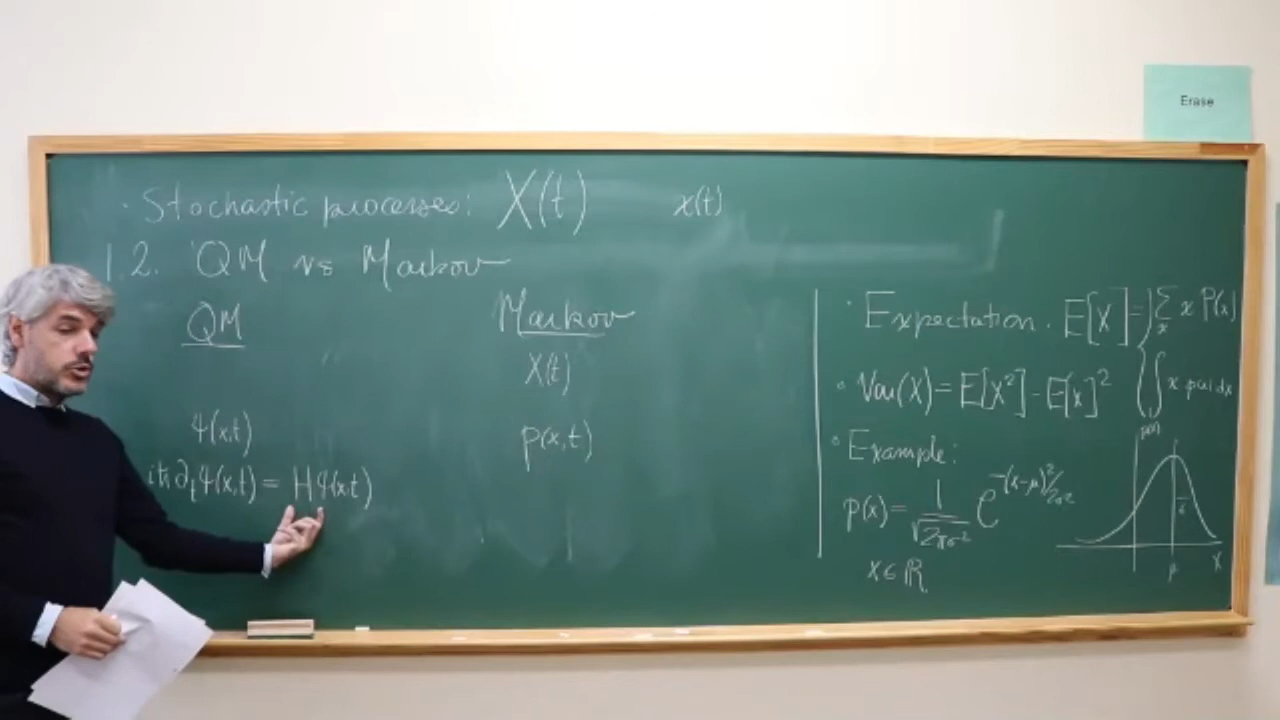 Erase
· Stochastic processes: X(t) x(t)
1.2. QM vs Markov
QM
Ψ(x,t)
iħ∂ₜΨ(x,t) = HΨ(x,t)
Markov
X(t)
p(x,t)
· Expectation. E[X] = { ∑ₓ x P(x)
∫ x p(x) dx
· Var(X) = E[X²] - E[X]²
· Example:
p(x) = 1/√(2πσ²) e^(-(x-μ)²/2σ²)
x ∈ ℝ
p(x)
σ
μ
x